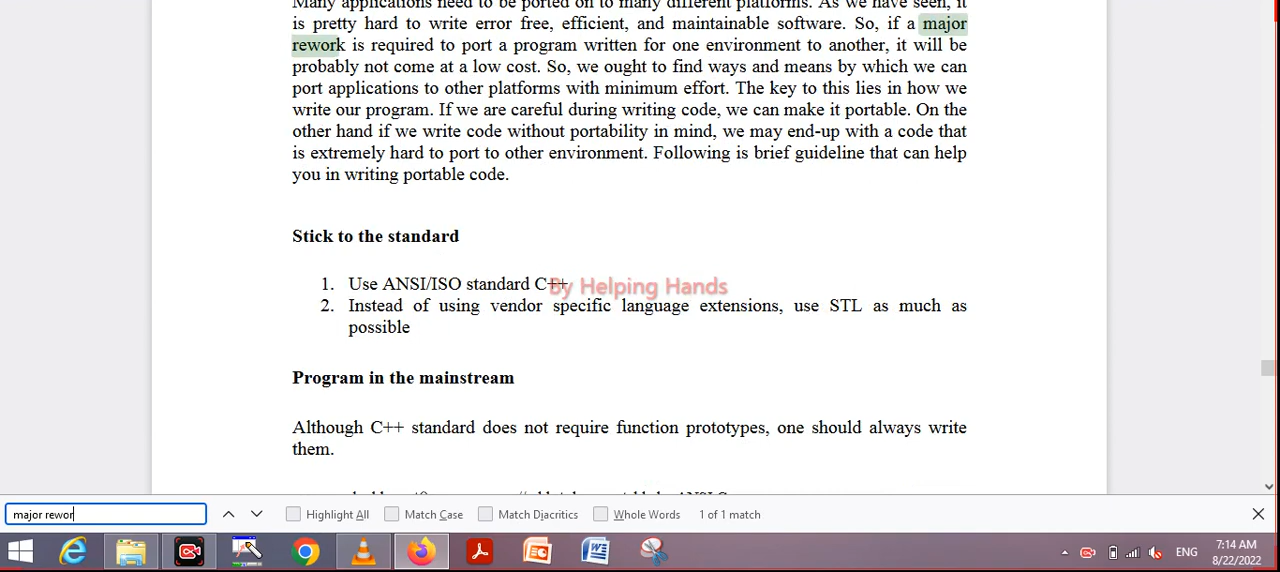 Many applications need to be ported on to many different platforms. As we have seen, it
is pretty hard to write error free, efficient, and maintainable software. So, if a major
rework is required to port a program written for one environment to another, it will be
probably not come at a low cost. So, we ought to find ways and means by which we can
port applications to other platforms with minimum effort. The key to this lies in how we
write our program. If we are careful during writing code, we can make it portable. On the
other hand if we write code without portability in mind, we may end-up with a code that
is extremely hard to port to other environment. Following is brief guideline that can help
you in writing portable code.
Stick to the standard
1. Use ANSI/ISO standard C++
By Helping Hands
2. Instead of using vendor specific language extensions, use STL as much as
possible
Program in the mainstream
Although C++ standard does not require function prototypes, one should always write
them.
major rewor
Highlight All
Match Case
Match Diacritics
Whole Words
1 of 1 match
ENG
7:14 AM
8/22/2022